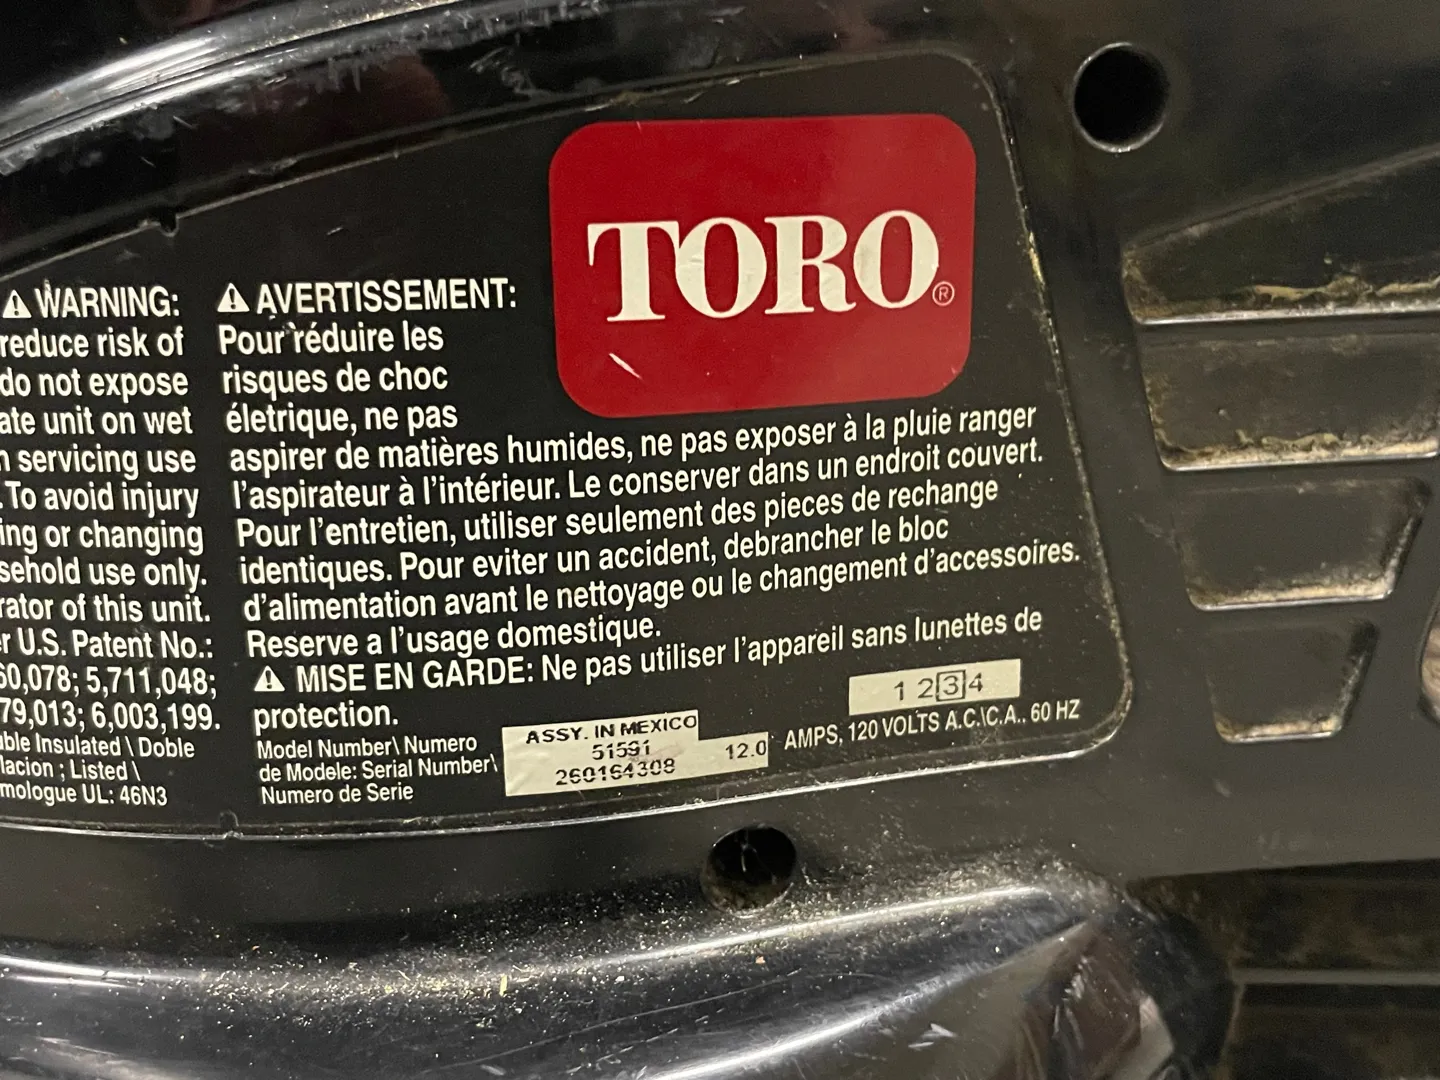 TORO®
⚠ WARNING:
reduce risk of
do not expose
ate unit on wet
servicing use
. To avoid injury
ing or changing
sehold use only.
rator of this unit.
r U.S. Patent No.:
60,078; 5,711,048;
79,013; 6,003,199.
ble Insulated \ Doble
lacion ; Listed \
mologue UL: 46N3
⚠ AVERTISSEMENT:
Pour réduire les
risques de choc
életrique, ne pas
aspirer de matières humides, ne pas exposer à la pluie ranger
l'aspirateur à l'intérieur. Le conserver dans un endroit couvert.
Pour l'entretien, utiliser seulement des pieces de rechange
identiques. Pour eviter un accident, debrancher le bloc
d'alimentation avant le nettoyage ou le changement d'accessoires.
Reserve a l'usage domestique.
⚠ MISE EN GARDE: Ne pas utiliser l'appareil sans lunettes de
protection.
1 2 3 4
Model Number\ Numero
de Modele: Serial Number\
Numero de Serie
ASSY. IN MEXICO
51591
260164308
12.0 AMPS, 120 VOLTS A.C.\C.A., 60 HZ